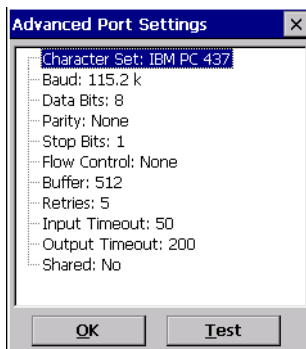 Advanced Port Settings
Character Set: IBM PC 437
Baud: 115.2 k
Data Bits: 8
Parity: None
Stop Bits: 1
Flow Control: None
Buffer: 512
Retries: 5
Input Timeout: 50
Output Timeout: 200
Shared: No
OK
Test